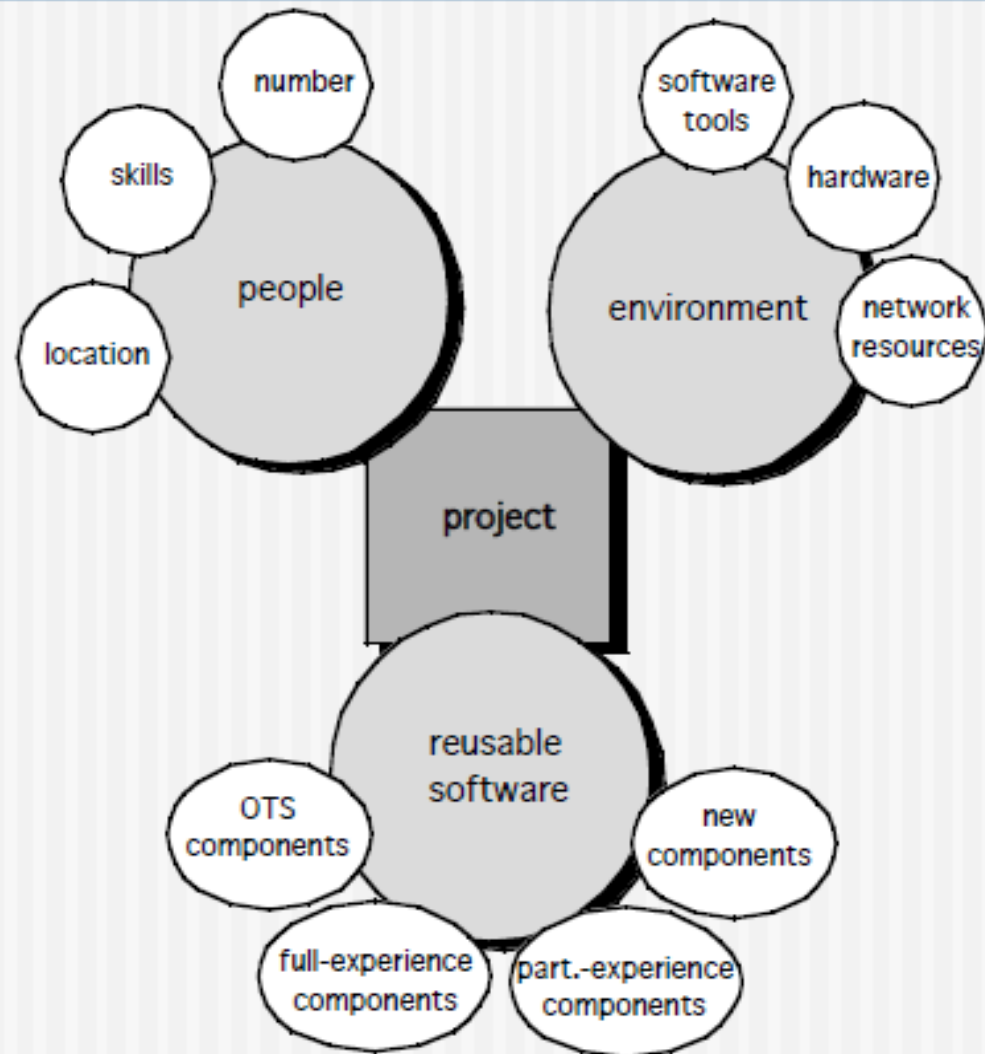 number
skills
location
people
software
tools
hardware
network
resources
environment
project
reusable
software
OTS
components
full-experience
components
part.-experience
components
new
components